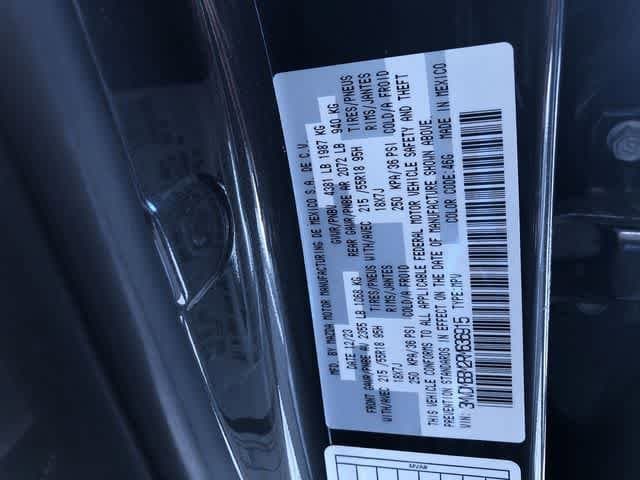 MFD. BY MAZDA MOTOR MANUFACTURING DE MEXICO S.A. DE C.V.
DATE 12/23 GVWR/PNBV 4381 LB 1987 KG
FRONT GAWR/PNBE AV 2355 LB 1068 KG REAR GAWR/PNBE AR 2072 LB 940 KG
WITH/AVEC 215/55R18 95H TIRES/PNEUS WITH/AVEC 215/55R18 95H TIRES/PNEUS
18X7J RIMS/JANTES 18X7J RIMS/JANTES
250 KPA/36 PSI COLD/A FROID 250 KPA/36 PSI COLD/A FROID
THIS VEHICLE CONFORMS TO ALL APPLICABLE FEDERAL MOTOR VEHICLE SAFETY AND THEFT
PREVENTION STANDARDS IN EFFECT ON THE DATE OF MANUFACTURE SHOWN ABOVE.
TYPE:MPV COLOR CODE:46G MADE IN MEXICO